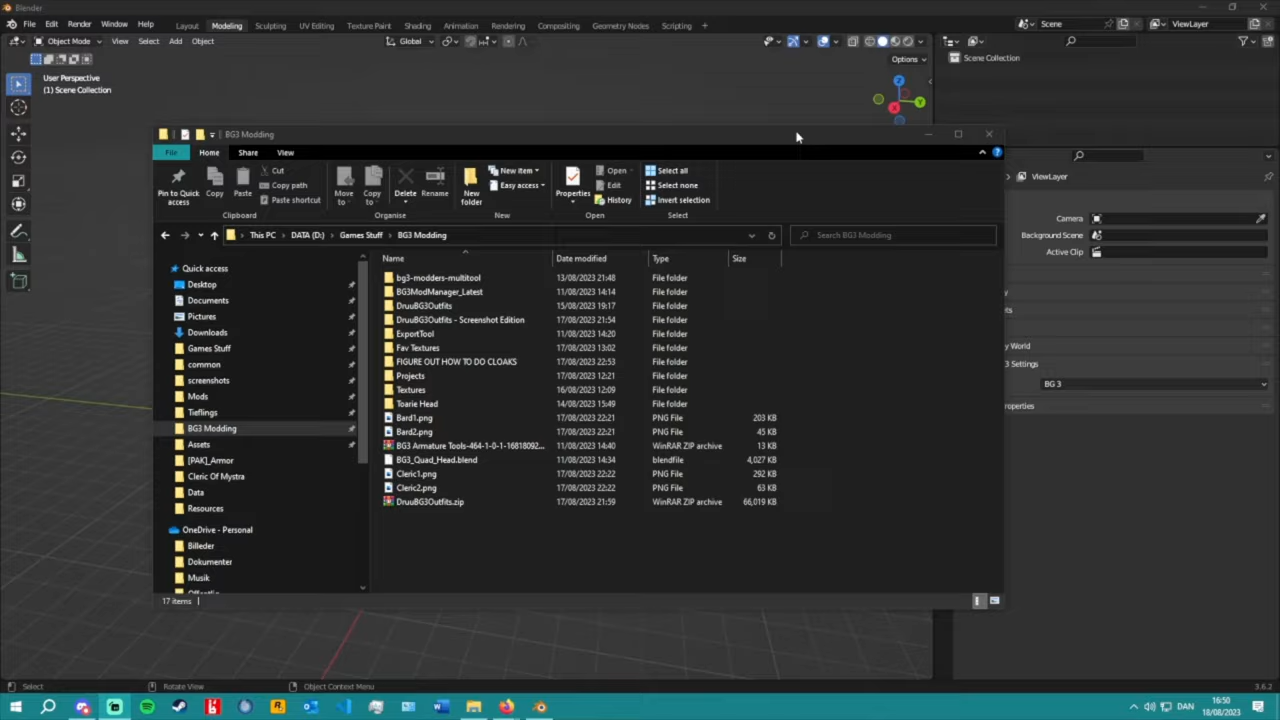 Blender
File Edit Render Window Help Layout Modeling Sculpting UV Editing Texture Paint Shading Animation Rendering Compositing Geometry Nodes Scripting + Scene ViewLayer
Object Mode View Select Add Object Global
Options
User Perspective
(1) Scene Collection
Scene Collection
Z
Y
X
BG3 Modding
File Home Share View
Pin to Quick access
Copy
Paste
Cut
Copy path
Paste shortcut
Clipboard
Move to
Copy to
Delete
Rename
Organise
New folder
New item
Easy access
New
Properties
Open
Edit
History
Open
Select all
Select none
Invert selection
Select
This PC > DATA (D:) > Games Stuff > BG3 Modding
Search BG3 Modding
Quick access
Desktop
Documents
Pictures
Downloads
Games Stuff
common
screenshots
Mods
Tieflings
BG3 Modding
Assets
[PAK]_Armor
Cleric Of Mystra
Data
Resources
OneDrive - Personal
Billeder
Dokumenter
Musik
Name Date modified Type Size
bg3-modders-multitool 13/08/2023 21:48 File folder
BG3ModManager_Latest 11/08/2023 14:14 File folder
DruuBG3Outfits 15/08/2023 19:17 File folder
DruuBG3Outfits - Screenshot Edition 17/08/2023 21:54 File folder
ExportTool 11/08/2023 14:20 File folder
Fav Textures 17/08/2023 13:02 File folder
FIGURE OUT HOW TO DO CLOAKS 17/08/2023 22:53 File folder
Projects 17/08/2023 12:21 File folder
Textures 16/08/2023 12:09 File folder
Toarie Head 14/08/2023 15:49 File folder
Bard1.png 17/08/2023 22:21 PNG File 203 KB
Bard2.png 17/08/2023 22:21 PNG File 45 KB
BG3 Armature Tools-464-1-0-1-16818092... 11/08/2023 14:40 WinRAR ZIP archive 13 KB
BG3_Quad_Head.blend 11/08/2023 14:34 blendfile 4,027 KB
Cleric1.png 17/08/2023 22:22 PNG File 292 KB
Cleric2.png 17/08/2023 22:22 PNG File 63 KB
DruuBG3Outfits.zip 17/08/2023 21:59 WinRAR ZIP archive 66,019 KB
17 items
ViewLayer
Camera
Background Scene
Active Clip
y World
3 Settings
BG 3
roperties
Select Rotate View Object Context Menu 3.6.2
DAN
16:50
18/08/2023